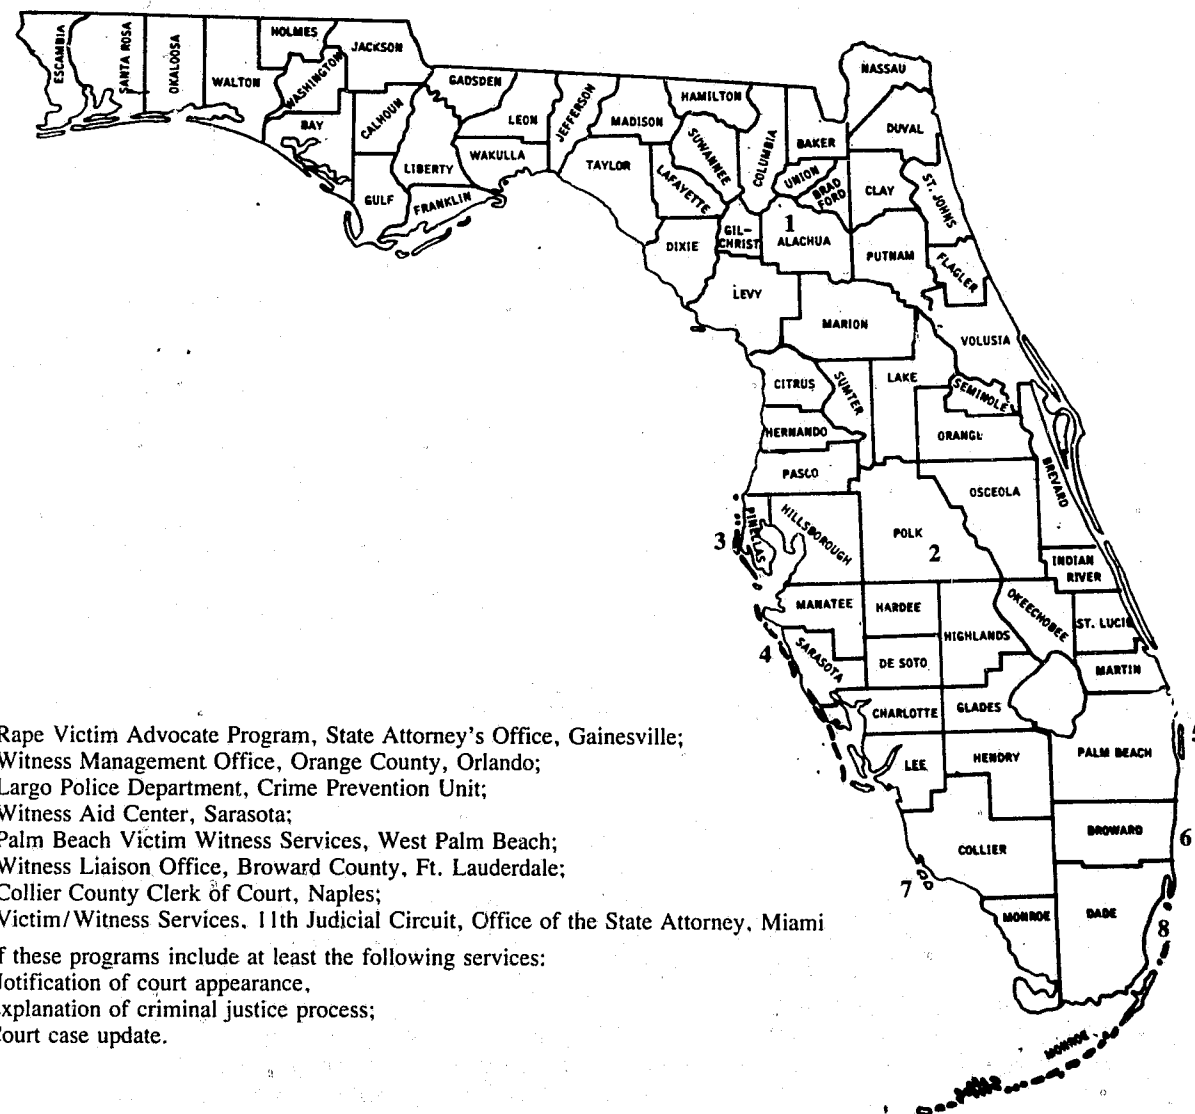 ESCAMBIA
SANTA ROSA
OKALOOSA
WALTON
HOLMES
WASHINGTON
JACKSON
BAY
CALHOUN
GULF
LIBERTY
GADSDEN
FRANKLIN
LEON
WAKULLA
JEFFERSON
MADISON
TAYLOR
HAMILTON
SUWANNEE
LAFAYETTE
DIXIE
COLUMBIA
GIL-
CHRIST
BAKER
UNION
BRAD
FORD
NASSAU
DUVAL
CLAY
ST. JOHNS
1
ALACHUA
PUTNAM
FLAGLER
LEVY
MARION
VOLUSIA
CITRUS
SUMTER
LAKE
SEMINOLE
HERNANDO
ORANGE
PASCO
OSCEOLA
BREVARD
PINELLAS
HILLSBOROUGH
POLK
3
2
INDIAN
RIVER
MANATEE
HARDEE
OKEECHOBEE
ST. LUCIE
HIGHLANDS
4
SARASOTA
DE SOTO
MARTIN
CHARLOTTE
GLADES
5
LEE
HENDRY
PALM BEACH
BROWARD
6
COLLIER
7
MONROE
DADE
8
MONROE
Rape Victim Advocate Program, State Attorney's Office, Gainesville;
Witness Management Office, Orange County, Orlando;
Largo Police Department, Crime Prevention Unit;
Witness Aid Center, Sarasota;
Palm Beach Victim Witness Services, West Palm Beach;
Witness Liaison Office, Broward County, Ft. Lauderdale;
Collier County Clerk of Court, Naples;
Victim/Witness Services, 11th Judicial Circuit, Office of the State Attorney, Miami
f these programs include at least the following services:
Notification of court appearance,
xplanation of criminal justice process;
ourt case update.